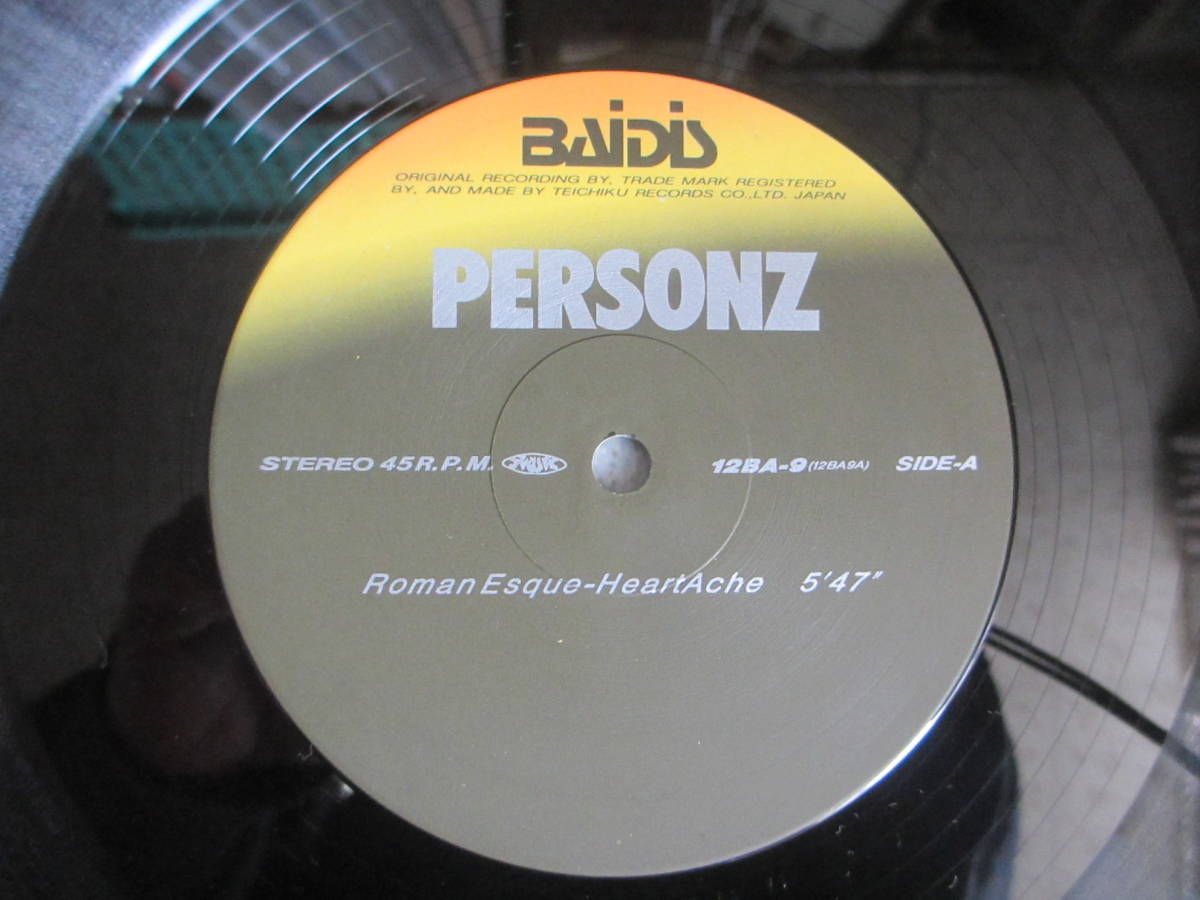 BAIDIS
ORIGINAL RECORDING BY, TRADE MARK REGISTERED
BY, AND MADE BY TEICHIKU RECORDS CO.,LTD. JAPAN
PERSONZ
STEREO 45 R.P.M. 12BA-9 (12BA9A) SIDE-A
Roman Esque-HeartAche 5'47"